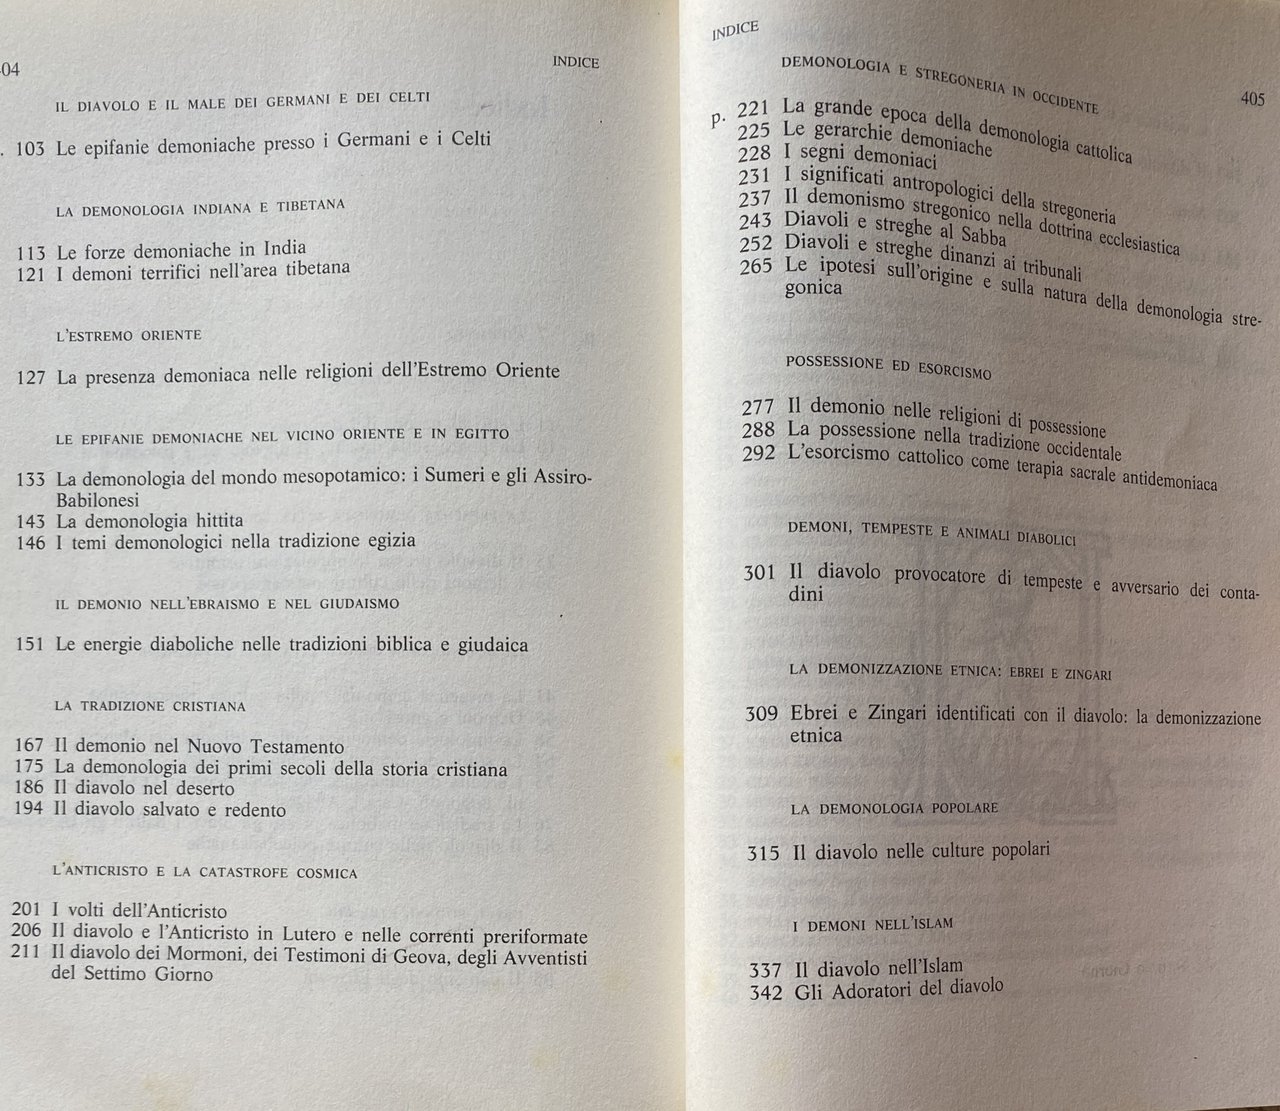 404
INDICE
IL DIAVOLO E IL MALE DEI GERMANI E DEI CELTI
. 103 Le epifanie demoniache presso i Germani e i Celti
LA DEMONOLOGIA INDIANA E TIBETANA
113 Le forze demoniache in India
121 I demoni terrifici nell'area tibetana
L'ESTREMO ORIENTE
127 La presenza demoniaca nelle religioni dell'Estremo Oriente
LE EPIFANIE DEMONIACHE NEL VICINO ORIENTE E IN EGITTO
133 La demonologia del mondo mesopotamico: i Sumeri e gli Assiro-
Babilonesi
143 La demonologia hittita
146 I temi demonologici nella tradizione egizia
IL DEMONIO NELL'EBRAISMO E NEL GIUDAISMO
151 Le energie diaboliche nelle tradizioni biblica e giudaica
LA TRADIZIONE CRISTIANA
167 Il demonio nel Nuovo Testamento
175 La demonologia dei primi secoli della storia cristiana
186 Il diavolo nel deserto
194 Il diavolo salvato e redento
L'ANTICRISTO E LA CATASTROFE COSMICA
201 I volti dell'Anticristo
206 Il diavolo e l'Anticristo in Lutero e nelle correnti preriformate
211 Il diavolo dei Mormoni, dei Testimoni di Geova, degli Avventisti
del Settimo Giorno
INDICE
405
DEMONOLOGIA E STREGONERIA IN OCCIDENTE
p. 221 La grande epoca della demonologia cattolica
225 Le gerarchie demoniache
228 I segni demoniaci
231 I significati antropologici della stregoneria
237 Il demonismo stregonico nella dottrina ecclesiastica
243 Diavoli e streghe al Sabba
252 Diavoli e streghe dinanzi ai tribunali
265 Le ipotesi sull'origine e sulla natura della demonologia stre-
gonica
POSSESSIONE ED ESORCISMO
277 Il demonio nelle religioni di possessione
288 La possessione nella tradizione occidentale
292 L'esorcismo cattolico come terapia sacrale antidemoniaca
DEMONI, TEMPESTE E ANIMALI DIABOLICI
301 Il diavolo provocatore di tempeste e avversario dei conta-
dini
LA DEMONIZZAZIONE ETNICA: EBREI E ZINGARI
309 Ebrei e Zingari identificati con il diavolo: la demonizzazione
etnica
LA DEMONOLOGIA POPOLARE
315 Il diavolo nelle culture popolari
I DEMONI NELL'ISLAM
337 Il diavolo nell'Islam
342 Gli Adoratori del diavolo